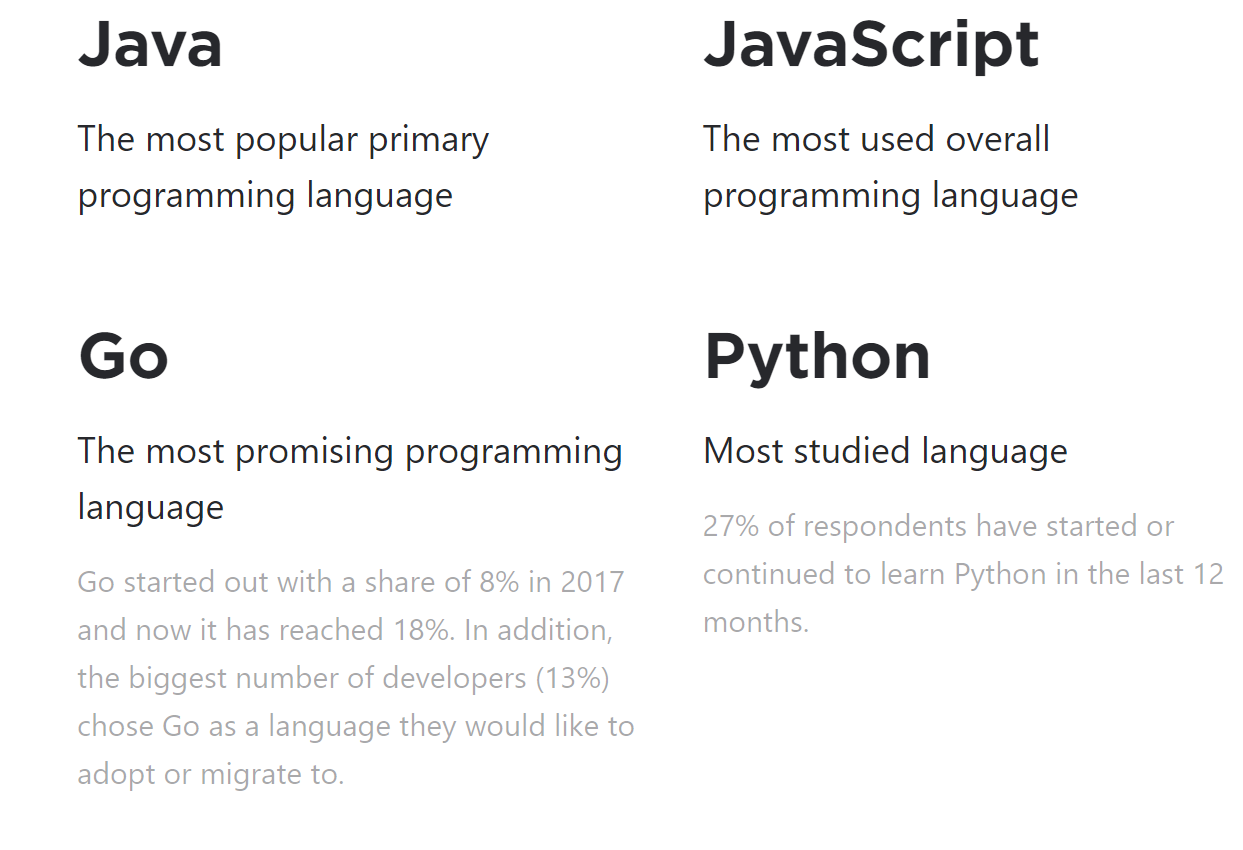 Java
The most popular primary
programming language
JavaScript
The most used overall
programming language
Go
The most promising programming
language
Go started out with a share of 8% in 2017
and now it has reached 18%. In addition,
the biggest number of developers (13%)
chose Go as a language they would like to
adopt or migrate to.
Python
Most studied language
27% of respondents have started or
continued to learn Python in the last 12
months.